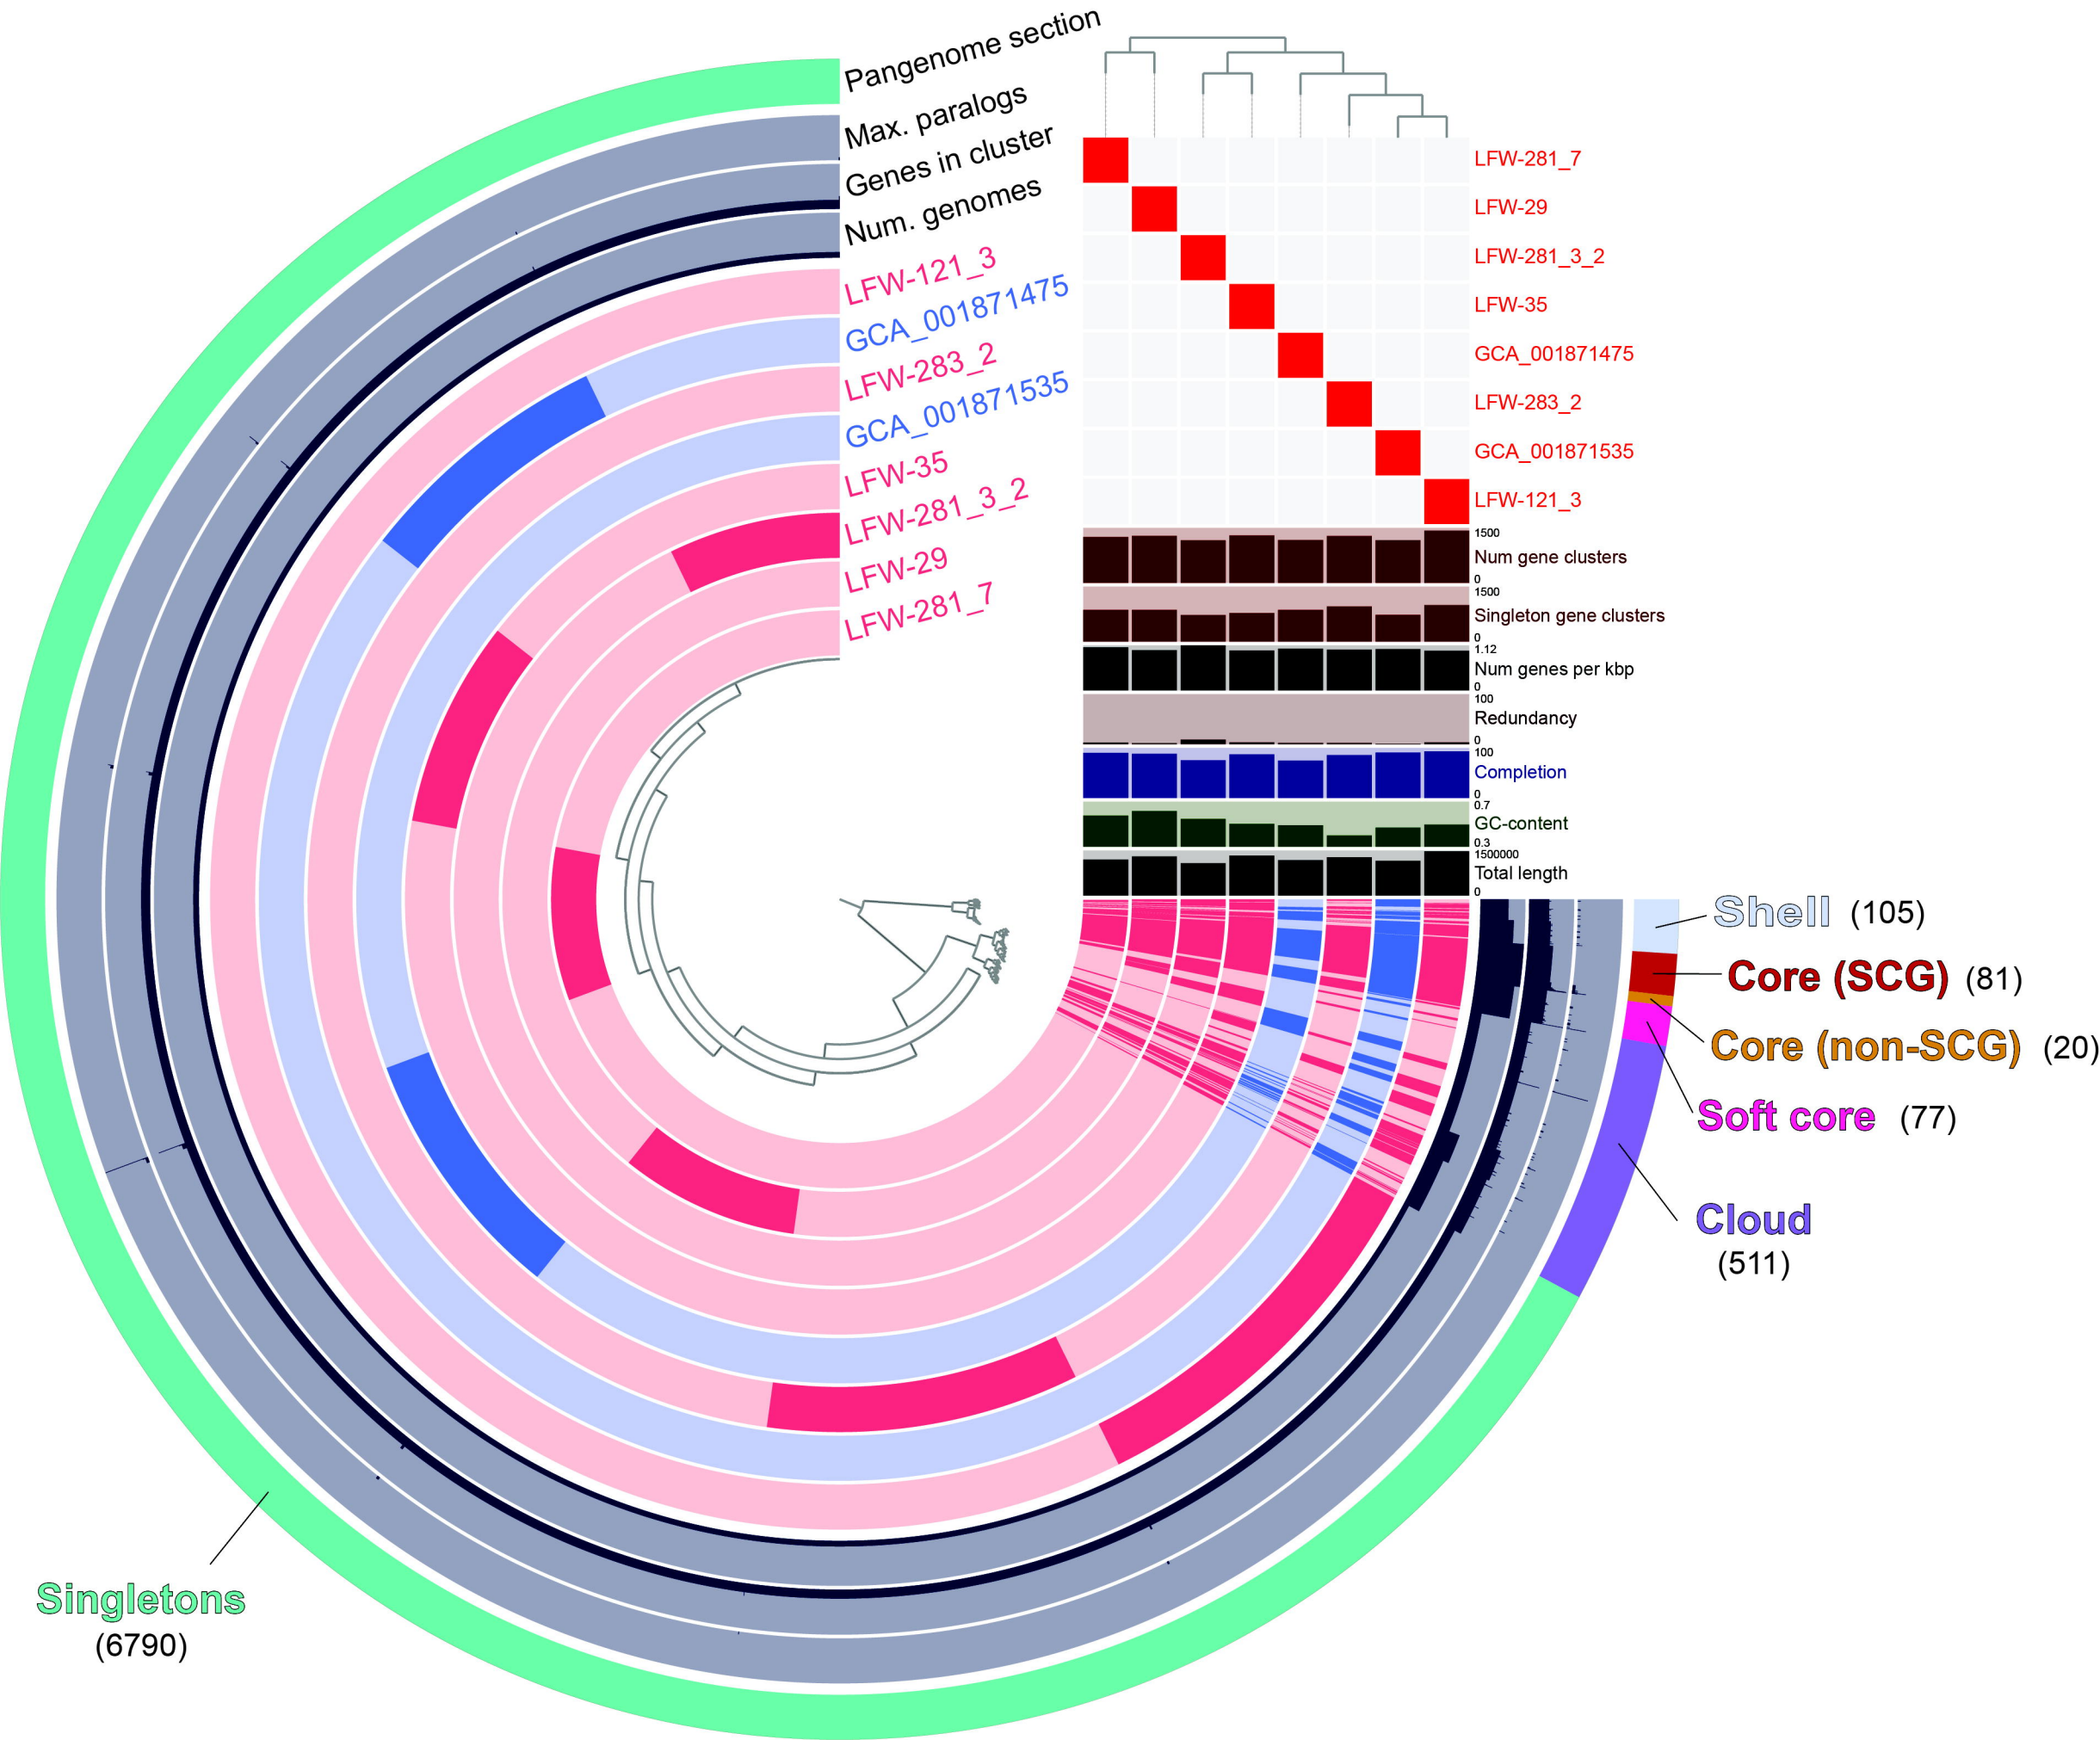 Pangenome section
Max. paralogs
Genes in cluster
Num. genomes
LFW-121_3
GCA_001871475
LFW-283_2
GCA_001871535
LFW-35
LFW-281_3_2
LFW-29
LFW-281_7
LFW-281_7
LFW-29
LFW-281_3_2
LFW-35
GCA_001871475
LFW-283_2
GCA_001871535
LFW-121_3
1500
Num gene clusters
0
1500
Singleton gene clusters
0
1.12
Num genes per kbp
0
100
Redundancy
0
100
Completion
0
0.7
GC-content
0.3
1500000
Total length
0
Shell (105)
Core (SCG) (81)
Core (non-SCG) (20)
Soft core (77)
Cloud
(511)
Singletons
(6790)